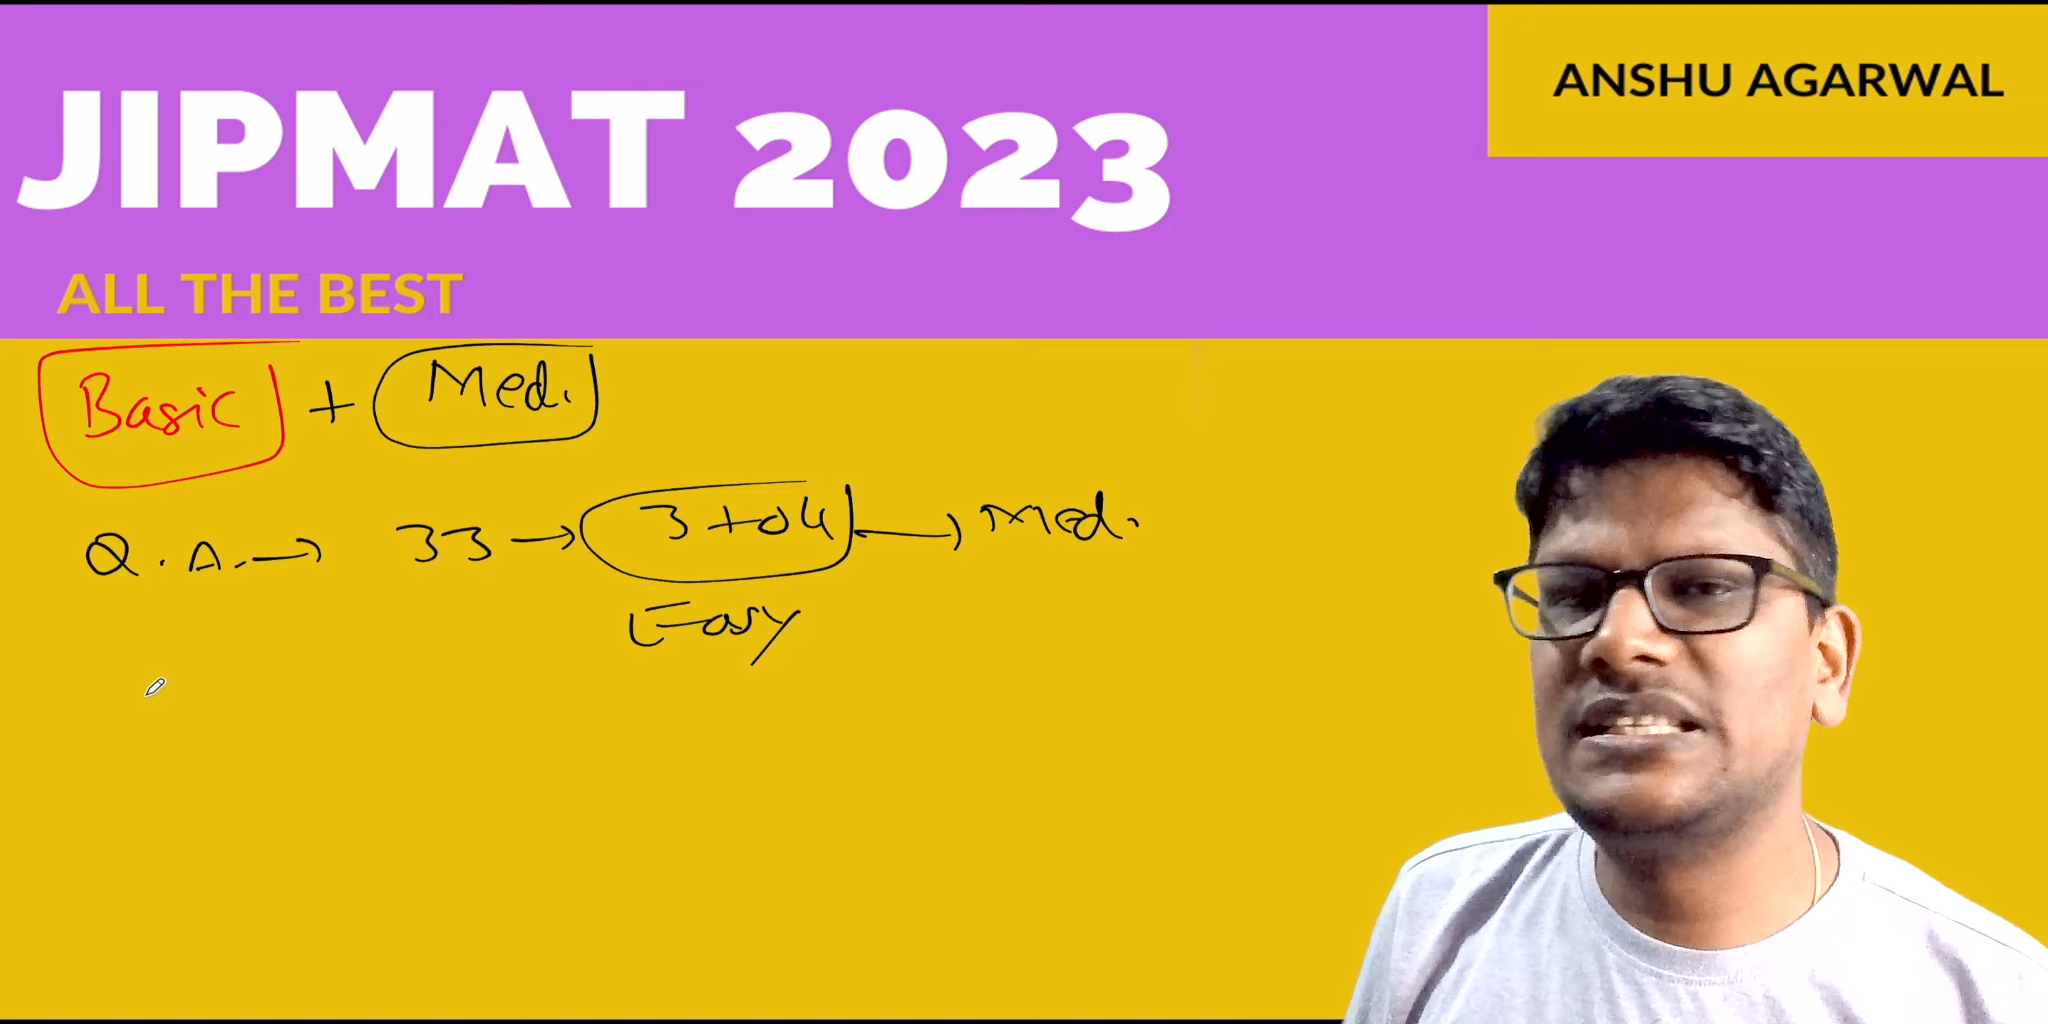 JIPMAT 2023
ANSHU AGARWAL
ALL THE BEST
Basic + Med.
Q.A. → 33 → 3 to 4 → Med.
Easy